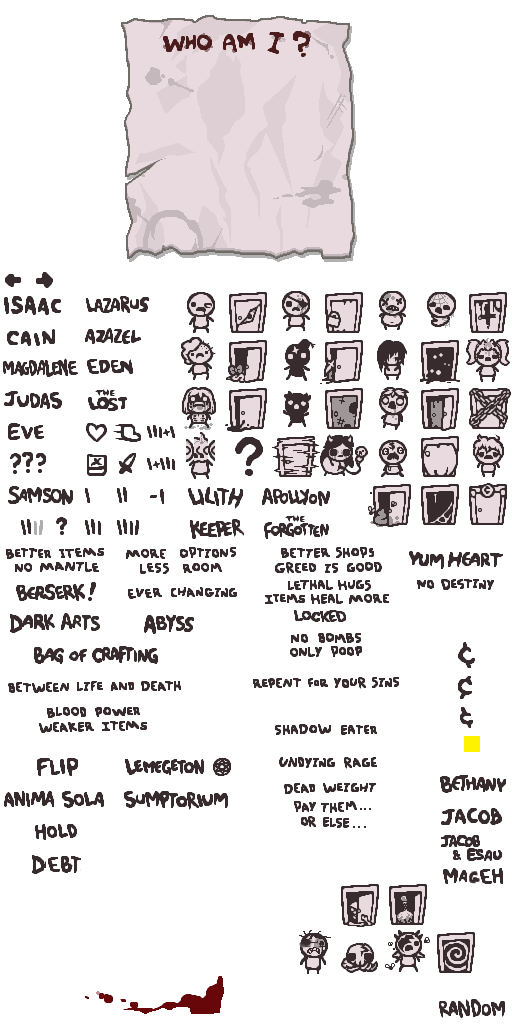 WHO AM I ?
ISAAC LAZARUS
CAIN AZAZEL
MAGDALENE EDEN
JUDAS THE LOST
EVE |||+|
??? |+|||
?
SAMSON | || -| LILITH APOLLYON
|||| ? ||| |||| KEEPER THE FORGOTTEN
BETTER ITEMS
NO MANTLE
MORE OPTIONS
LESS ROOM
BETTER SHOPS
GREED IS GOOD
YUM HEART
BERSERK!
EVER CHANGING
LETHAL HUGS
ITEMS HEAL MORE
NO DESTINY
LOCKED
DARK ARTS ABYSS
NO BOMBS
ONLY POOP
BAG OF CRAFTING
¢
BETWEEN LIFE AND DEATH
REPENT FOR YOUR SINS
¢
BLOOD POWER
WEAKER ITEMS
¢
SHADOW EATER
FLIP LEMEGETON
UNDYING RAGE
ANIMA SOLA SUMPTORIUM
DEAD WEIGHT
BETHANY
PAY THEM...
OR ELSE...
JACOB
HOLD
JACOB
& ESAU
DEBT
MAGEH
RANDOM